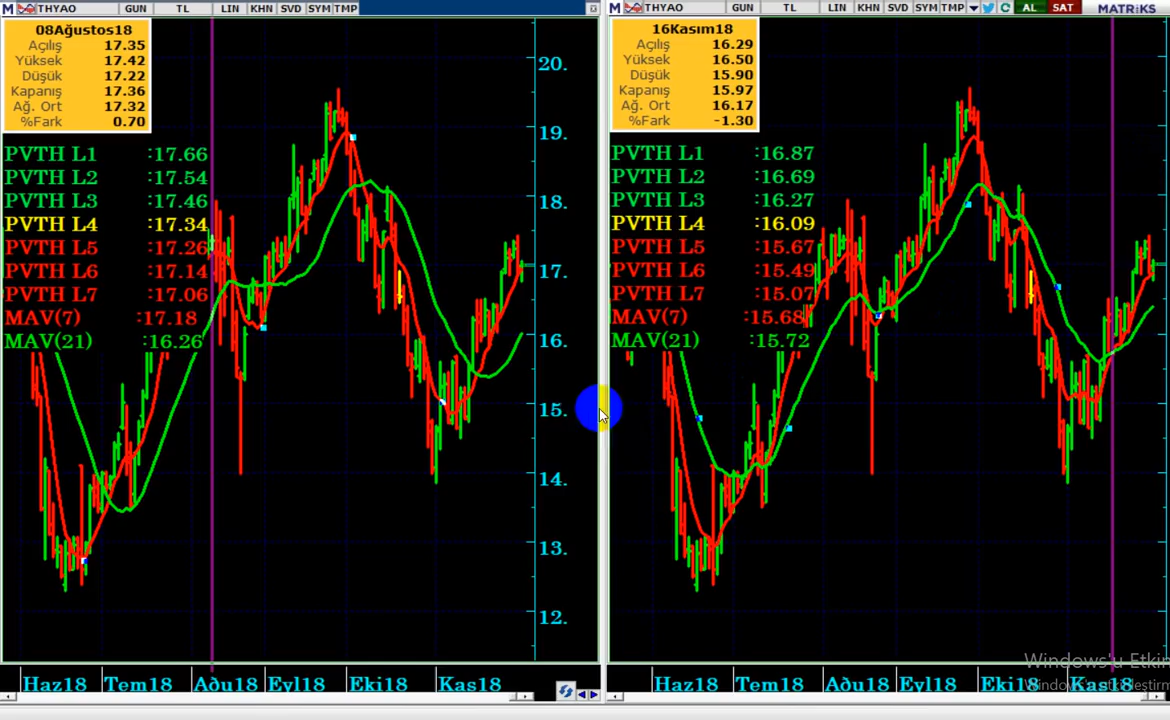 M THYAO GUN TL LIN KHN SVD SYM TMP
08Ağustos18
Açılış 17.35
Yüksek 17.42
Düşük 17.22
Kapanış 17.36
Ağ. Ort 17.32
%Fark 0.70
PVTH L1 :17.66
PVTH L2 :17.54
PVTH L3 :17.46
PVTH L4 :17.34
PVTH L5 :17.26
PVTH L6 :17.14
PVTH L7 :17.06
MAV(7) :17.18
MAV(21) :16.26
20.
19.
18.
17.
16.
15.
14.
13.
12.
Haz18 Tem18 Aðu18 Eyl18 Eki18 Kas18
M THYAO GUN TL LIN KHN SVD SYM TMP AL SAT MATRiKS
16Kasım18
Açılış 16.29
Yüksek 16.50
Düşük 15.90
Kapanış 15.97
Ağ. Ort 16.17
%Fark -1.30
PVTH L1 :16.87
PVTH L2 :16.69
PVTH L3 :16.27
PVTH L4 :16.09
PVTH L5 :15.67
PVTH L6 :15.49
PVTH L7 :15.07
MAV(7) :15.68
MAV(21) :15.72
Windows'u Etkin
Haz18 Tem18 Aðu18 Eyl18 Eki18 Kas18